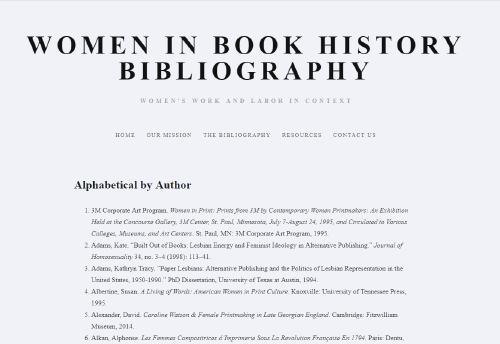 WOMEN IN BOOK HISTORY
BIBLIOGRAPHY
WOMEN'S WORK AND LABOR IN CONTEXT
HOME OUR MISSION THE BIBLIOGRAPHY RESOURCES CONTACT US
Alphabetical by Author
1. 3M Corporate Art Program. Women in Print: Prints from 3M by Contemporary Women Printmakers: An Exhibition
Held at the Concourse Gallery, 3M Center, St. Paul, Minnesota, July 7-August 24, 1995, and Circulated to Various
Colleges, Museums, and Art Centers. St. Paul, MN: 3M Corporate Art Program, 1995.
2. Adams, Kate. "Built Out of Books: Lesbian Energy and Feminist Ideology in Alternative Publishing." Journal of
Homosexuality 34, no. 3–4 (1998): 113–41.
3. Adams, Kathryn Tracy. "Paper Lesbians: Alternative Publishing and the Politics of Lesbian Representation in the
United States, 1950-1990." PhD Dissertation, University of Texas at Austin, 1994.
4. Albertine, Susan. A Living of Words: American Women in Print Culture. Knoxville: University of Tennessee Press,
1995.
5. Alexander, David. Caroline Watson & Female Printmaking in Late Georgian England. Cambridge: Fitzwilliam
Museum, 2014.
6. Alkan, Alphonse. Les Femmes Compositrices d'Imprimerie Sous La Révolution Française En 1794. Paris: Dentu,